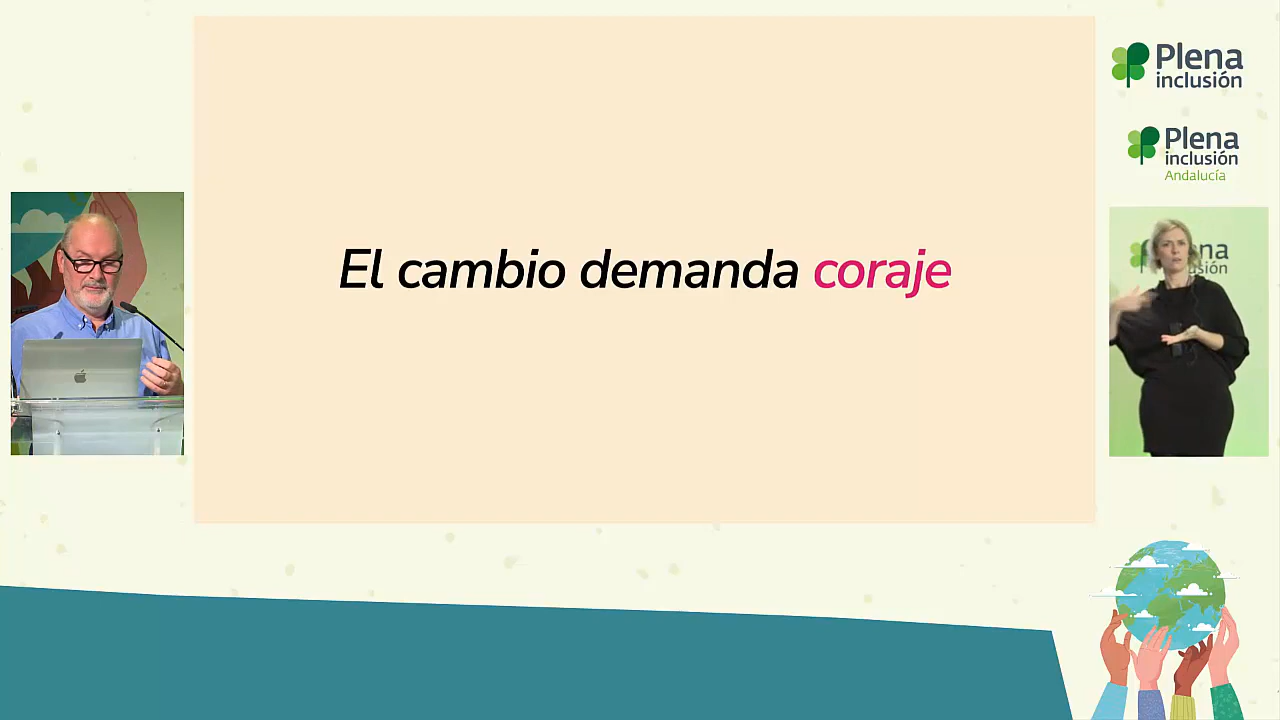 Plena
inclusión
Plena
inclusión
Andalucía
El cambio demanda coraje